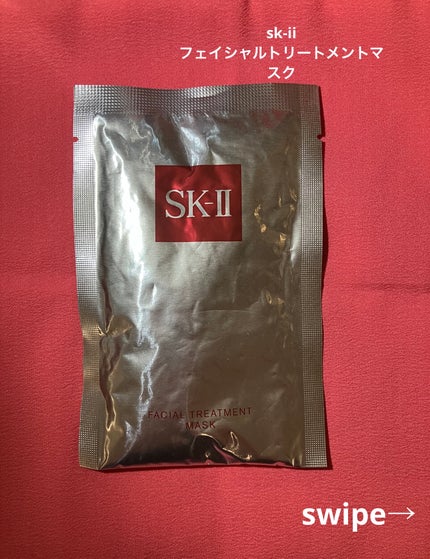 sk-ii
フェイシャルトリートメントマ
スク
SK-II
FACIAL TREATMENT
MASK
swipe→